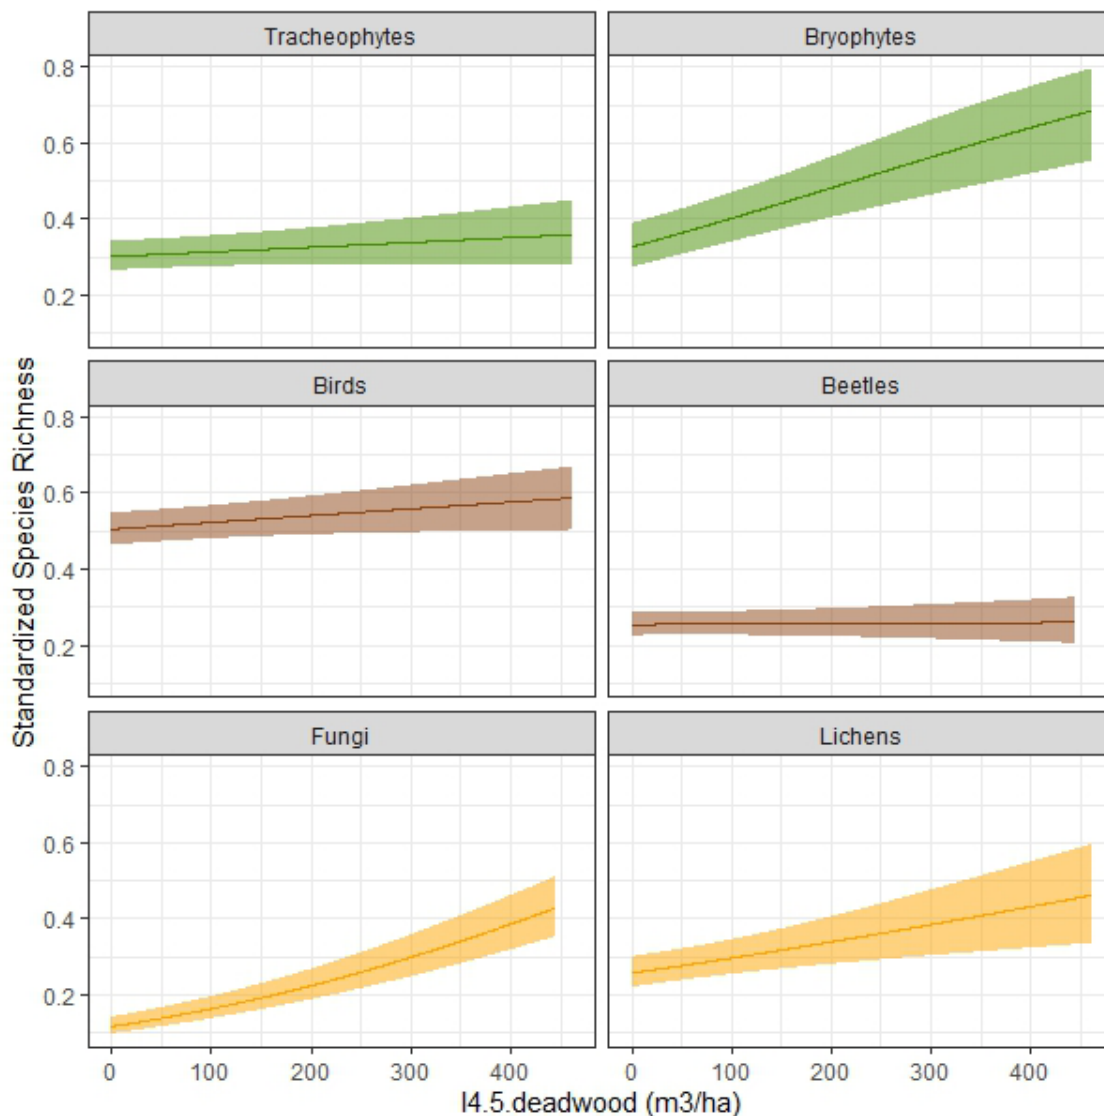 Tracheophytes
Bryophytes
0.8
0.6
0.4
0.2
Birds
Beetles
0.8
0.6
0.4
0.2
Fungi
Lichens
0.8
0.6
0.4
0.2
0 100 200 300 400
0 100 200 300 400
Standardized Species Richness
I4.5.deadwood (m3/ha)